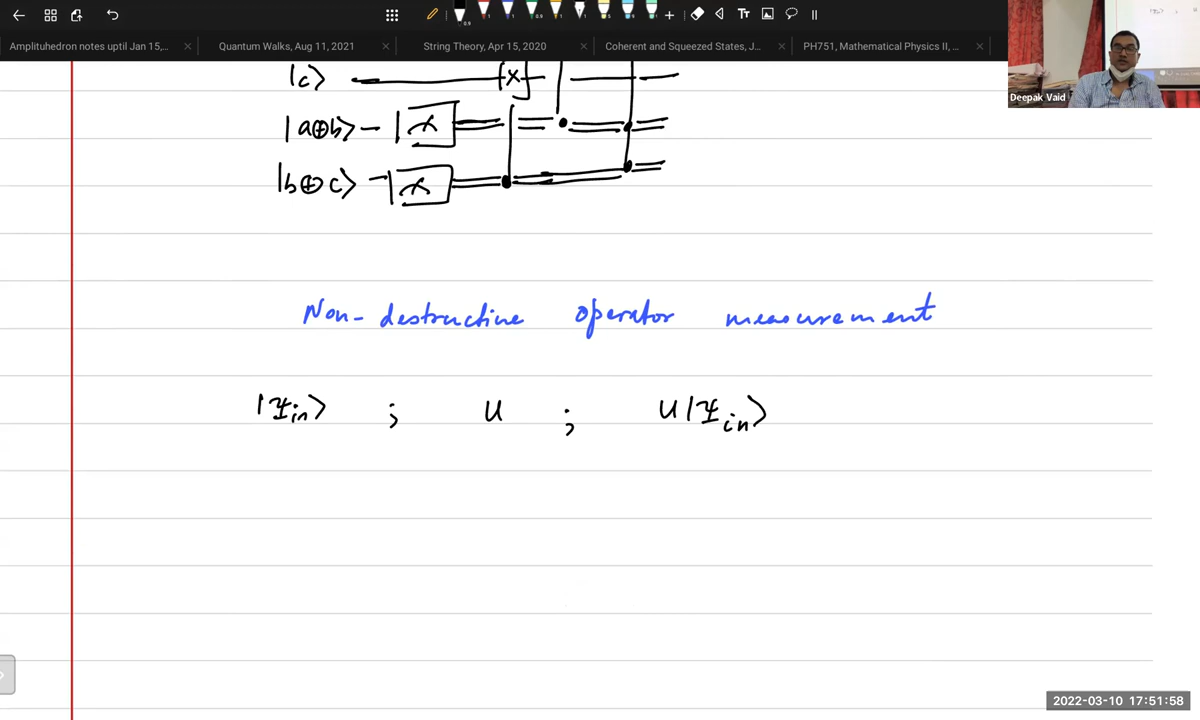 Amplituhedron notes uptil Jan 15,... × Quantum Walks, Aug 11, 2021 × String Theory, Apr 15, 2020 × Coherent and Squeezed States, J... × PH751, Mathematical Physics II, ... ×
Deepak Vaid
|c⟩ X
|a⊕b⟩
|b⊕c⟩
Non-destructive operator measurement
|Ψin⟩ ; U ; U|Ψin⟩
2022-03-10 17:51:58